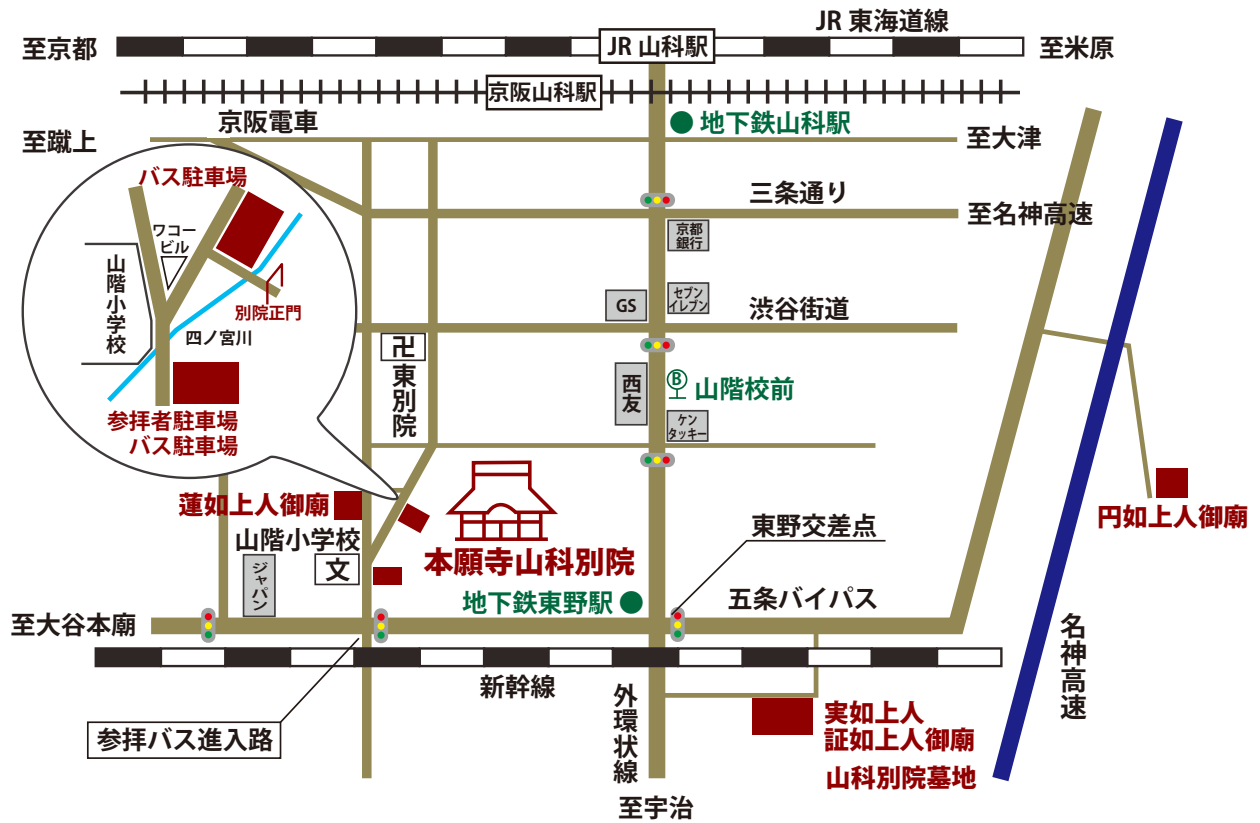 JR 東海道線
至京都
JR 山科駅
至米原
京阪山科駅
京阪電車
地下鉄山科駅
至蹴上
至大津
バス駐車場
三条通り
至名神高速
ワコー
ビル
京都
銀行
山階小学校
別院正門
GS
セブン
イレブン
渋谷街道
四ノ宮川
卍
東別院
西友
B
山階校前
参拝者駐車場
バス駐車場
ケン
タッキー
蓮如上人御廟
円如上人御廟
山階小学校
文
本願寺山科別院
東野交差点
ジャパン
地下鉄東野駅
五条バイパス
至大谷本廟
名神高速
新幹線
外環状線
参拝バス進入路
実如上人
証如上人御廟
山科別院墓地
至宇治